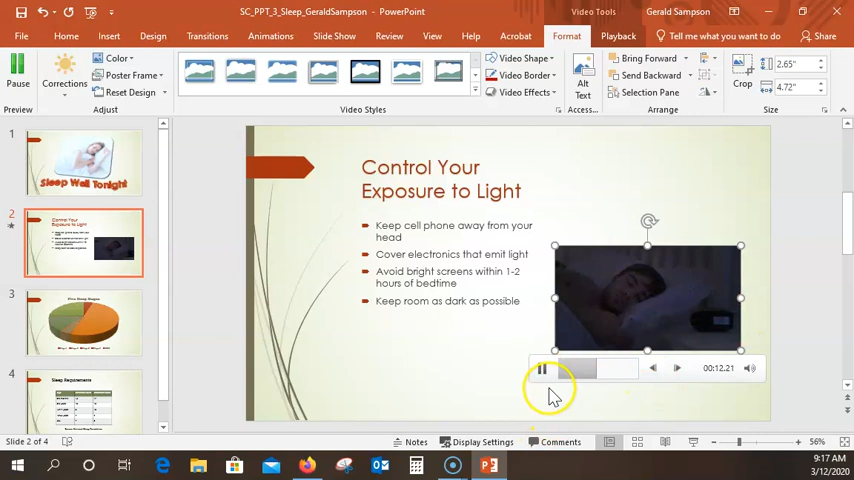 SC_PPT_3_Sleep_GeraldSampson - PowerPoint
Video Tools
Gerald Sampson
File Home Insert Design Transitions Animations Slide Show Review View Help Acrobat Format Playback Tell me what you want to do Share
Pause
Preview
Corrections
Color
Poster Frame
Reset Design
Adjust
Video Styles
Video Shape
Video Border
Video Effects
Alt
Text
Access...
Bring Forward
Send Backward
Selection Pane
Arrange
Crop
2.65"
4.72"
Size
1
Sleep Well Tonight
2
Control Your
Exposure to Light
3
Five Sleep Stages
4
Sleep Requirements
Control Your
Exposure to Light
Keep cell phone away from your
head
Cover electronics that emit light
Avoid bright screens within 1-2
hours of bedtime
Keep room as dark as possible
00:12.21
Slide 2 of 4
Notes
Display Settings
Comments
56%
9:17 AM
3/12/2020